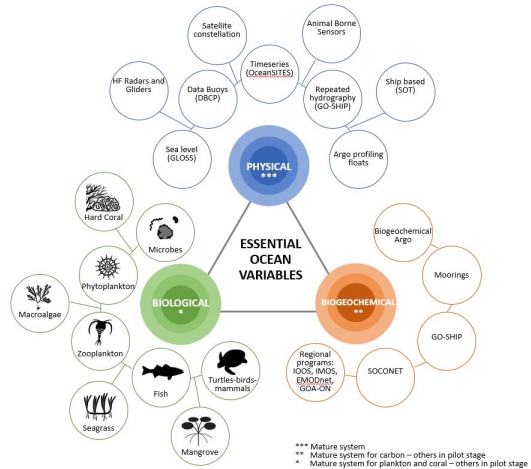 Satellite
constellation
Animal Borne
Sensors
Timeseries
(OceanSITES)
HF Radars and
Gliders
Data Buoys
(DBCP)
Repeated
hydrography
(GO-SHIP)
Ship based
(SOT)
Sea level
(GLOSS)
Argo profiling
floats
PHYSICAL
***
Hard Coral
Microbes
Phytoplankton
Macroalgae
Zooplankton
Seagrass
Fish
Turtles-birds-
mammals
Mangrove
BIOLOGICAL
*
ESSENTIAL
OCEAN
VARIABLES
BIOGEOCHEMICAL
**
Biogeochemical
Argo
Moorings
GO-SHIP
SOCONET
Regional
programs:
IOOS, IMOS,
EMODnet,
GOA-ON
*** Mature system
** Mature system for carbon – others in pilot stage
* Mature system for plankton and coral – others in pilot stage